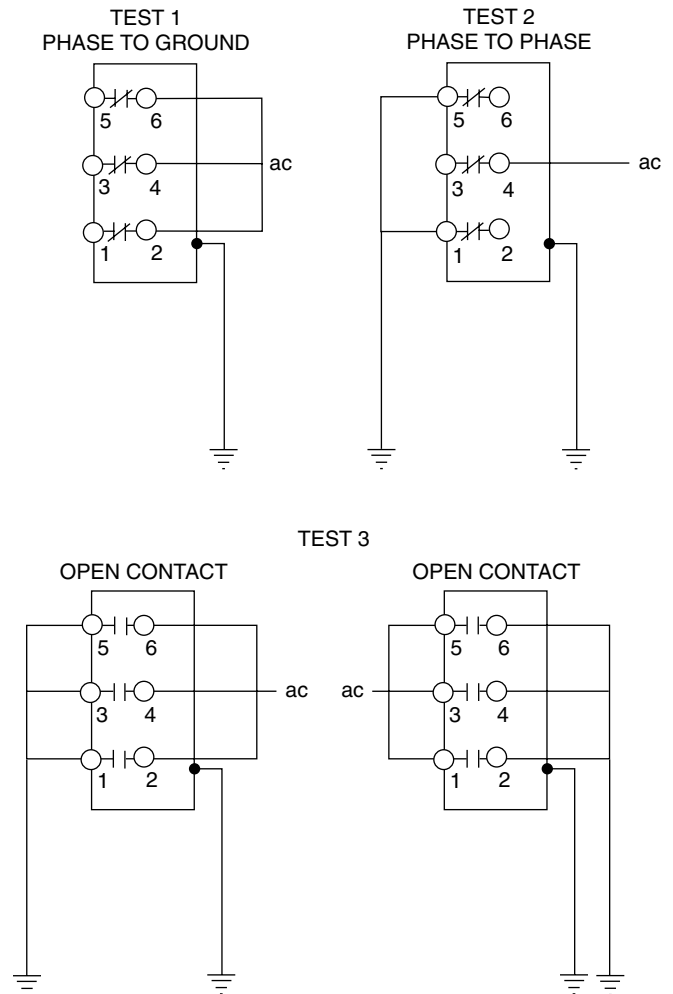 TEST 1
PHASE TO GROUND
5 6
3 4
ac
1 2
TEST 2
PHASE TO PHASE
5 6
3 4
ac
1 2
TEST 3
OPEN CONTACT
5 6
3 4
ac
1 2
OPEN CONTACT
ac
5 6
3 4
1 2